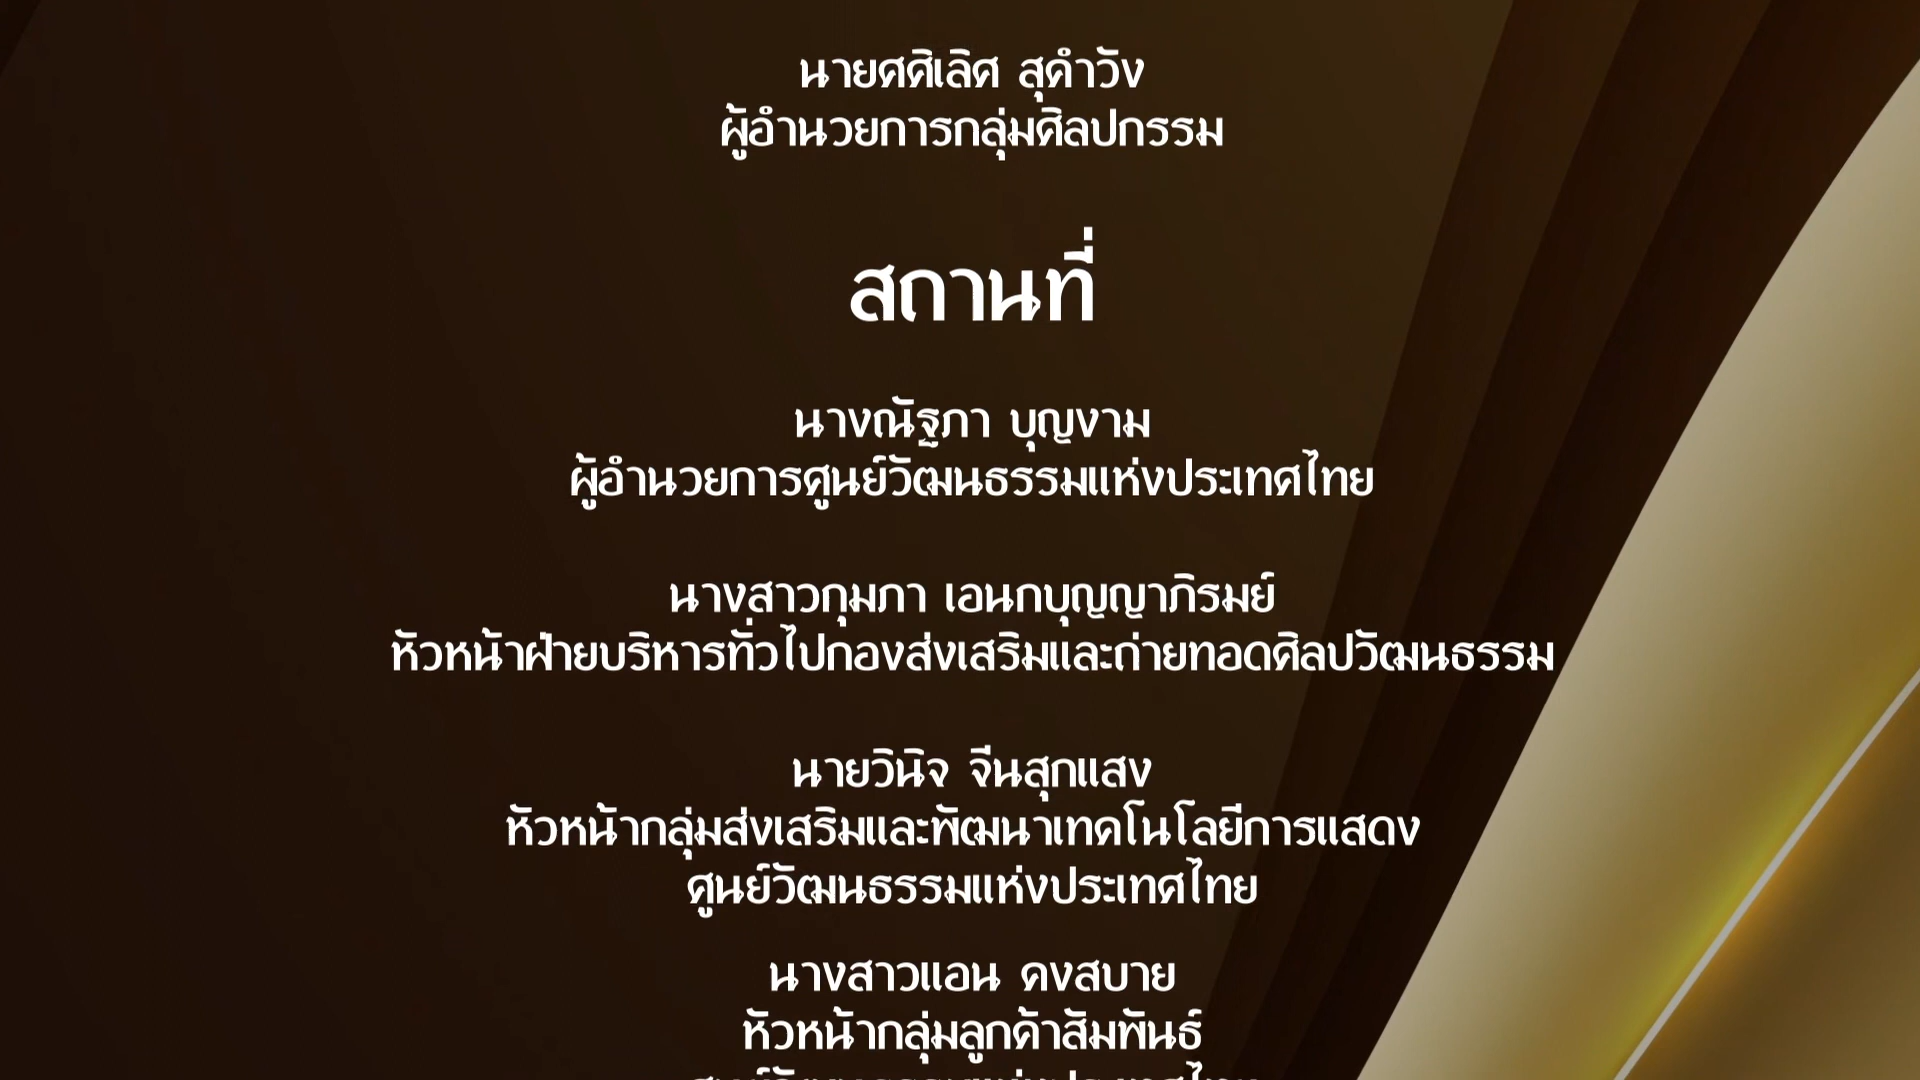 นายศศิเลิศ สุคำวัง
ผู้อำนวยการกลุ่มศิลปกรรม
สถานที่
นางณัฐภา บุญงาม
ผู้อำนวยการศูนย์วัฒนธรรมแห่งประเทศไทย
นางสาวกุมภา เอนกบุญญาภิรมย์
หัวหน้าฝ่ายบริหารทั่วไปกองส่งเสริมและถ่ายทอดศิลปวัฒนธรรม
นายวินิจ จีนสุกแสง
หัวหน้ากลุ่มส่งเสริมและพัฒนาเทคโนโลยีการแสดง
ศูนย์วัฒนธรรมแห่งประเทศไทย
นางสาวแอน ดงสบาย
หัวหน้ากลุ่มลูกค้าสัมพันธ์